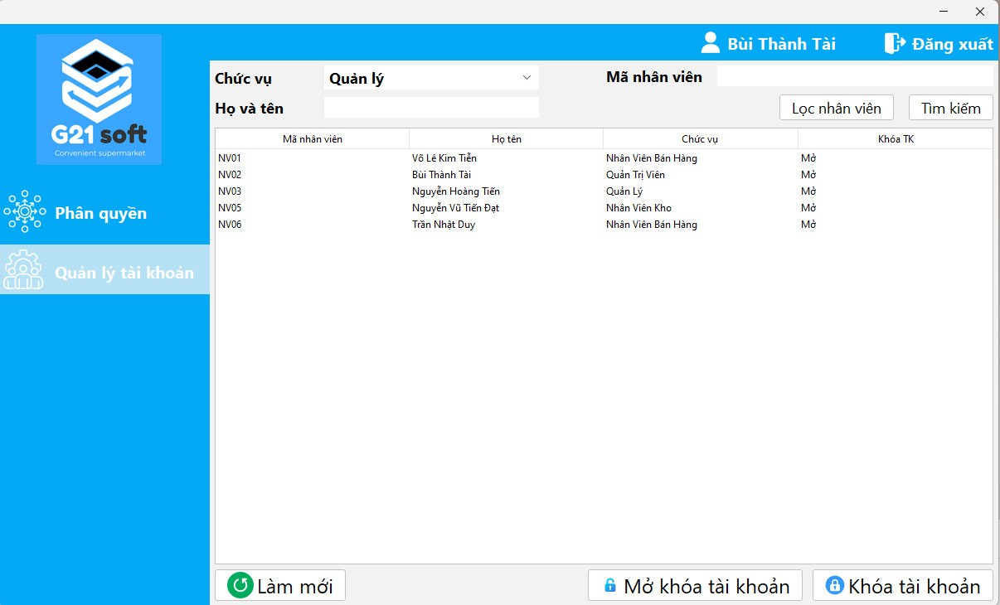 Bùi Thành Tài Đăng xuất
G21 soft
Convenient supermarket
Phân quyền
Quản lý tài khoản
Chức vụ Quản lý Mã nhân viên
Họ và tên Lọc nhân viên Tìm kiếm
Mã nhân viên Họ tên Chức vụ Khóa TK
NV01 Võ Lê Kim Tiễn Nhân Viên Bán Hàng Mở
NV02 Bùi Thành Tài Quản Trị Viên Mở
NV03 Nguyễn Hoàng Tiến Quản Lý Mở
NV05 Nguyễn Vũ Tiến Đạt Nhân Viên Kho Mở
NV06 Trần Nhật Duy Nhân Viên Bán Hàng Mở
Làm mới Mở khóa tài khoản Khóa tài khoản